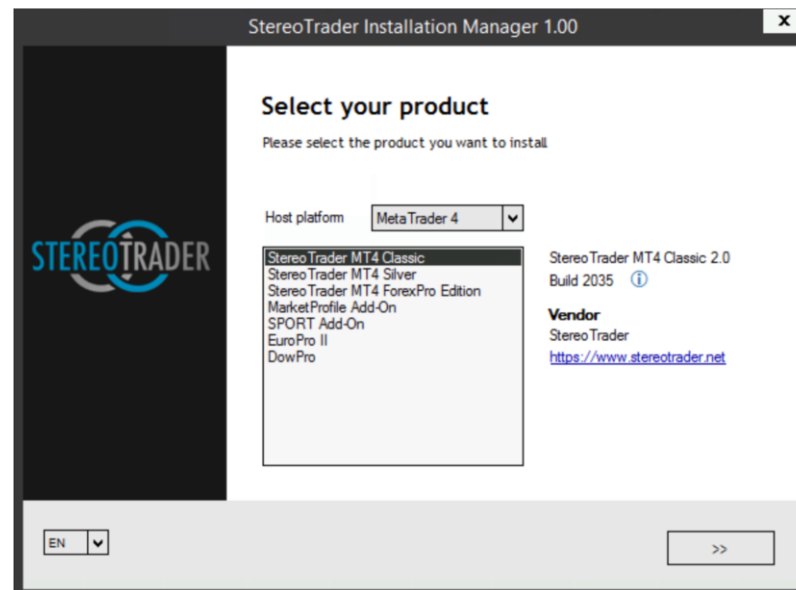 StereoTrader Installation Manager 1.00
x
Select your product
Please select the product you want to install
Host platform
MetaTrader 4
STEREOTRADER
StereoTrader MT4 Classic
StereoTrader MT4 Silver
StereoTrader MT4 ForexPro Edition
MarketProfile Add-On
SPORT Add-On
EuroPro II
DowPro
StereoTrader MT4 Classic 2.0
Build 2035
Vendor
StereoTrader
https://www.stereotrader.net
EN
>>